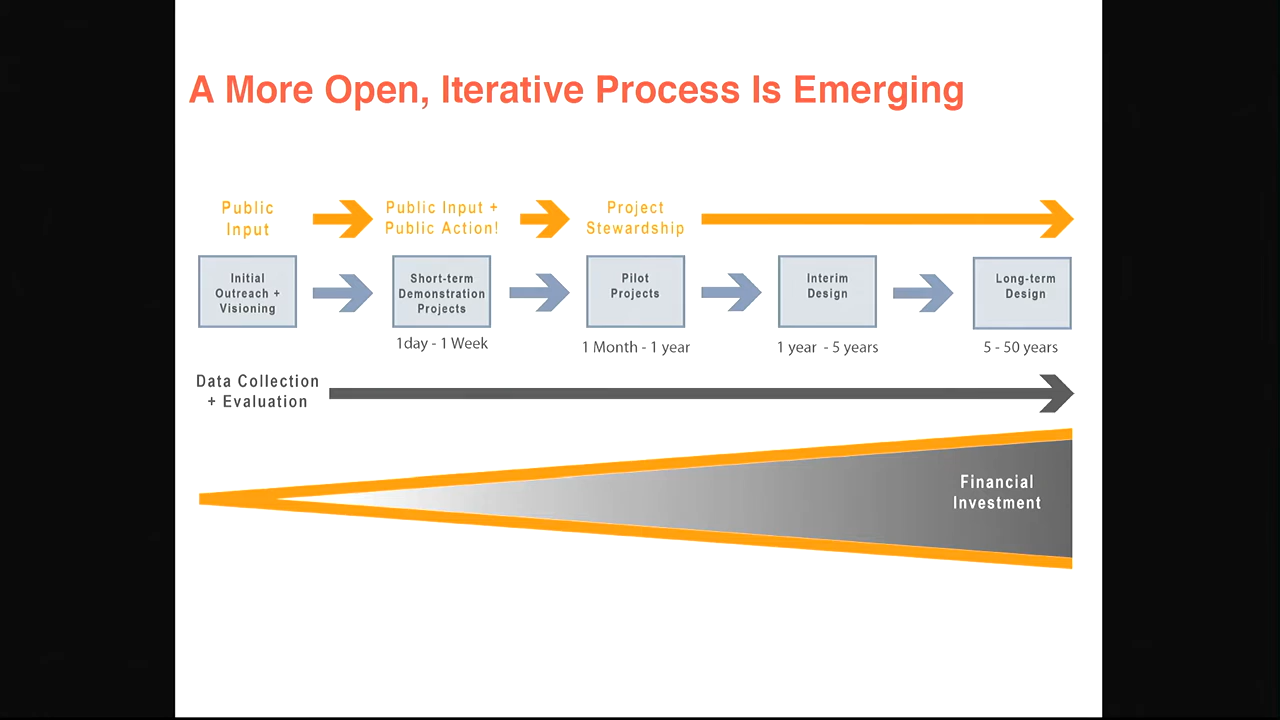 A More Open, Iterative Process Is Emerging
Public
Input
Public Input +
Public Action!
Project
Stewardship
Initial
Outreach +
Visioning
Short-term
Demonstration
Projects
Pilot
Projects
Interim
Design
Long-term
Design
1day - 1 Week
1 Month - 1 year
1 year - 5 years
5 - 50 years
Data Collection
+ Evaluation
Financial
Investment